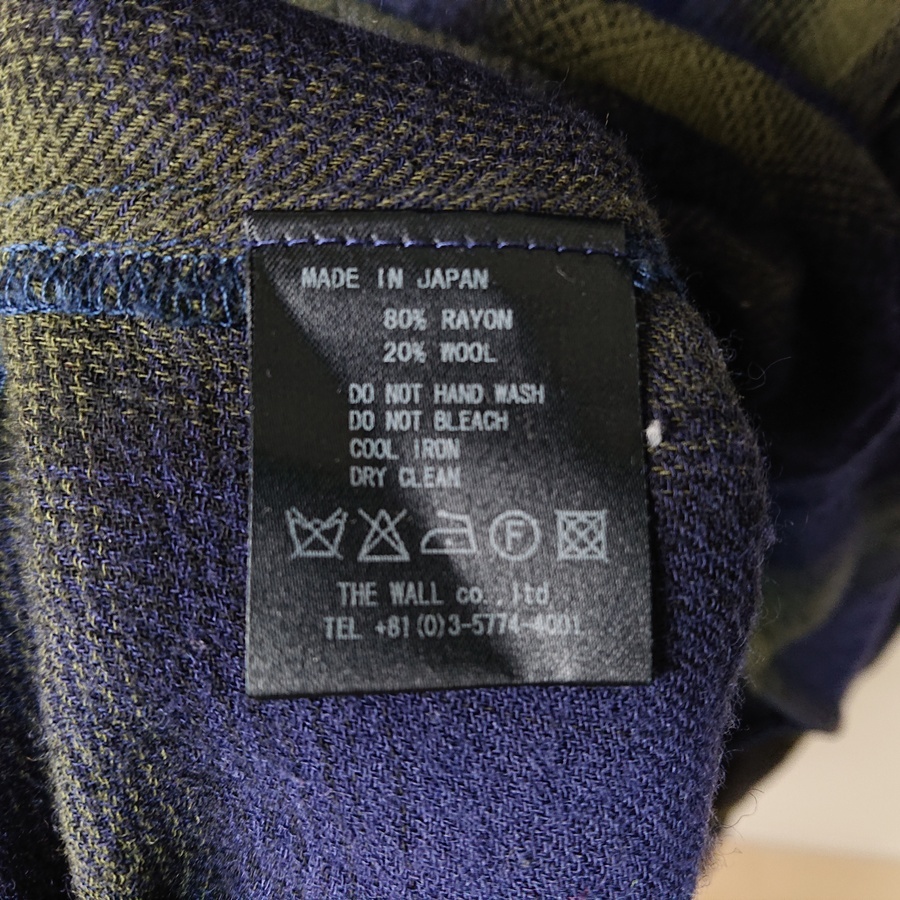 MADE IN JAPAN
80% RAYON
20% WOOL
DO NOT HAND WASH
DO NOT BLEACH
COOL IRON
DRY CLEAN
F
THE WALL co.,ltd
TEL +81(0)3-5774-4001